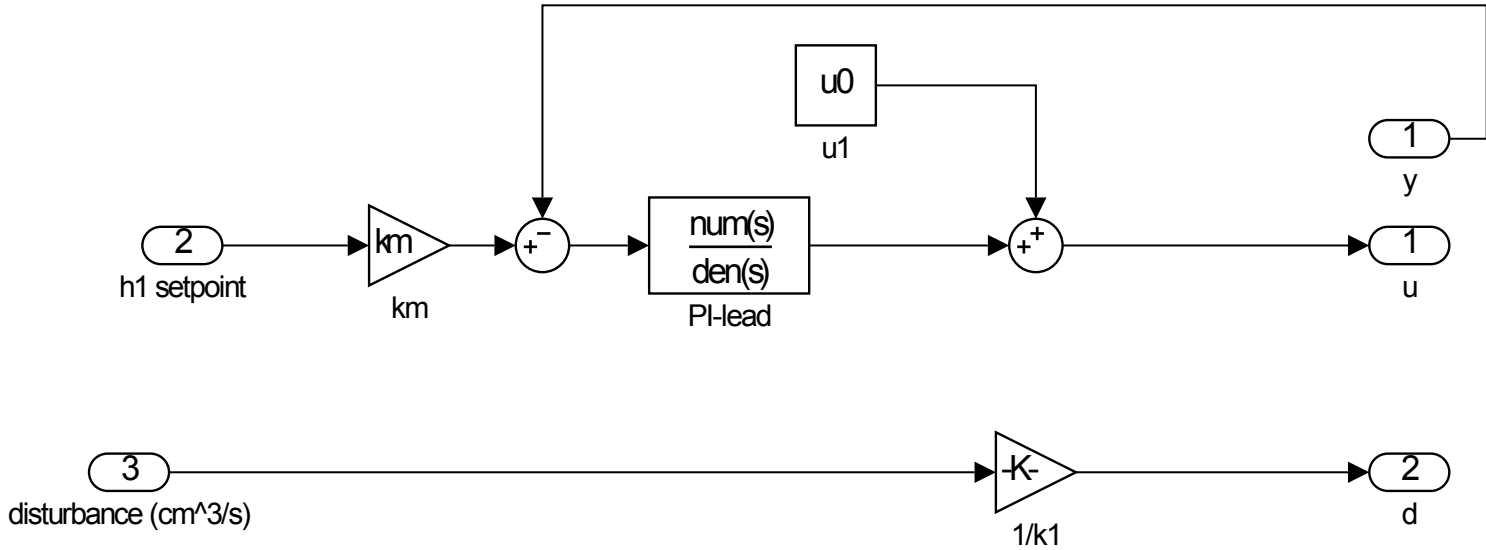 u0
u1
1
y
2
h1 setpoint
km
km
+
−
num(s)
den(s)
PI-lead
+
+
1
u
3
disturbance (cm^3/s)
-K-
1/k1
2
d